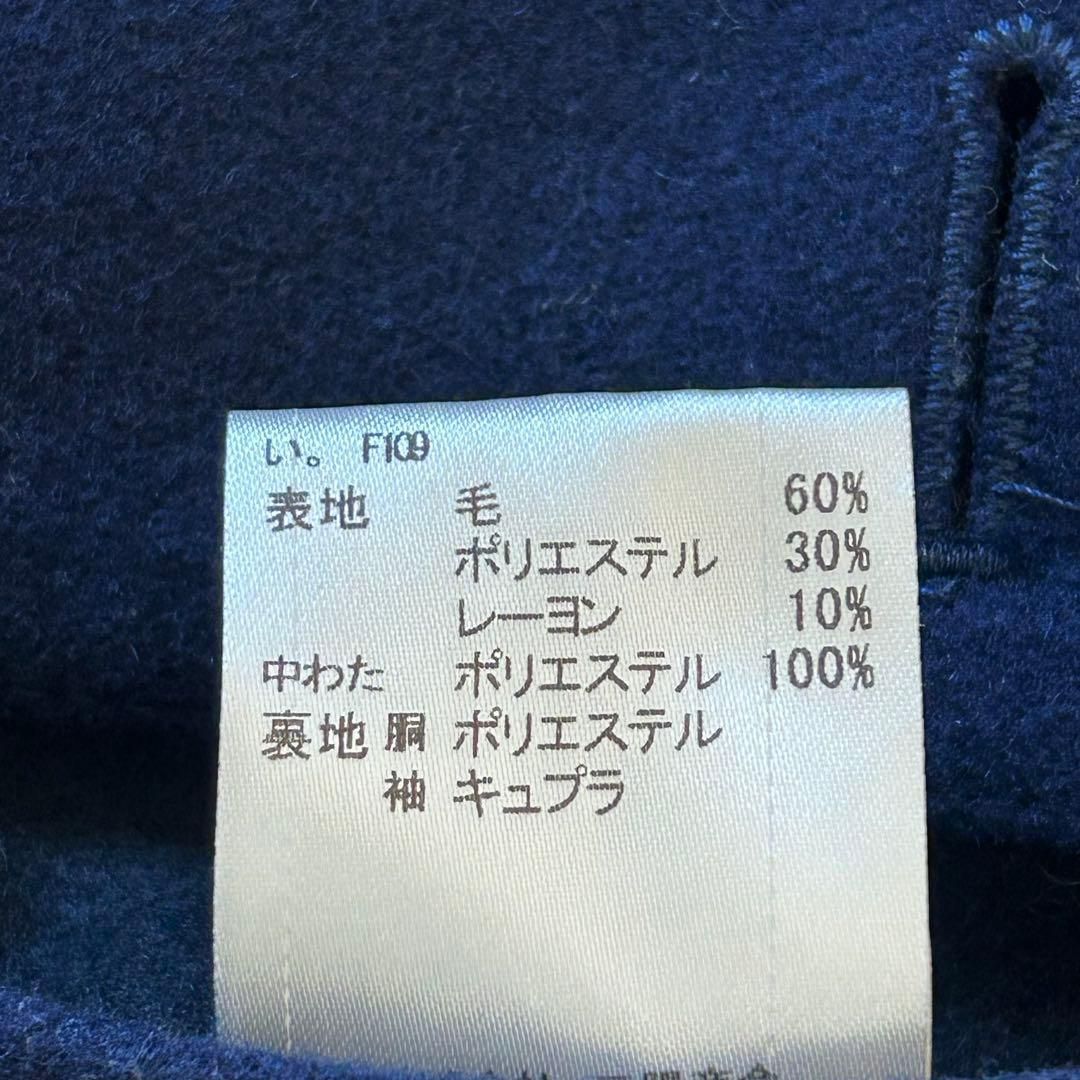 い。 F109
表地 毛 60%
ポリエステル 30%
レーヨン 10%
中わた ポリエステル 100%
裏地 胴 ポリエステル
袖 キュプラ